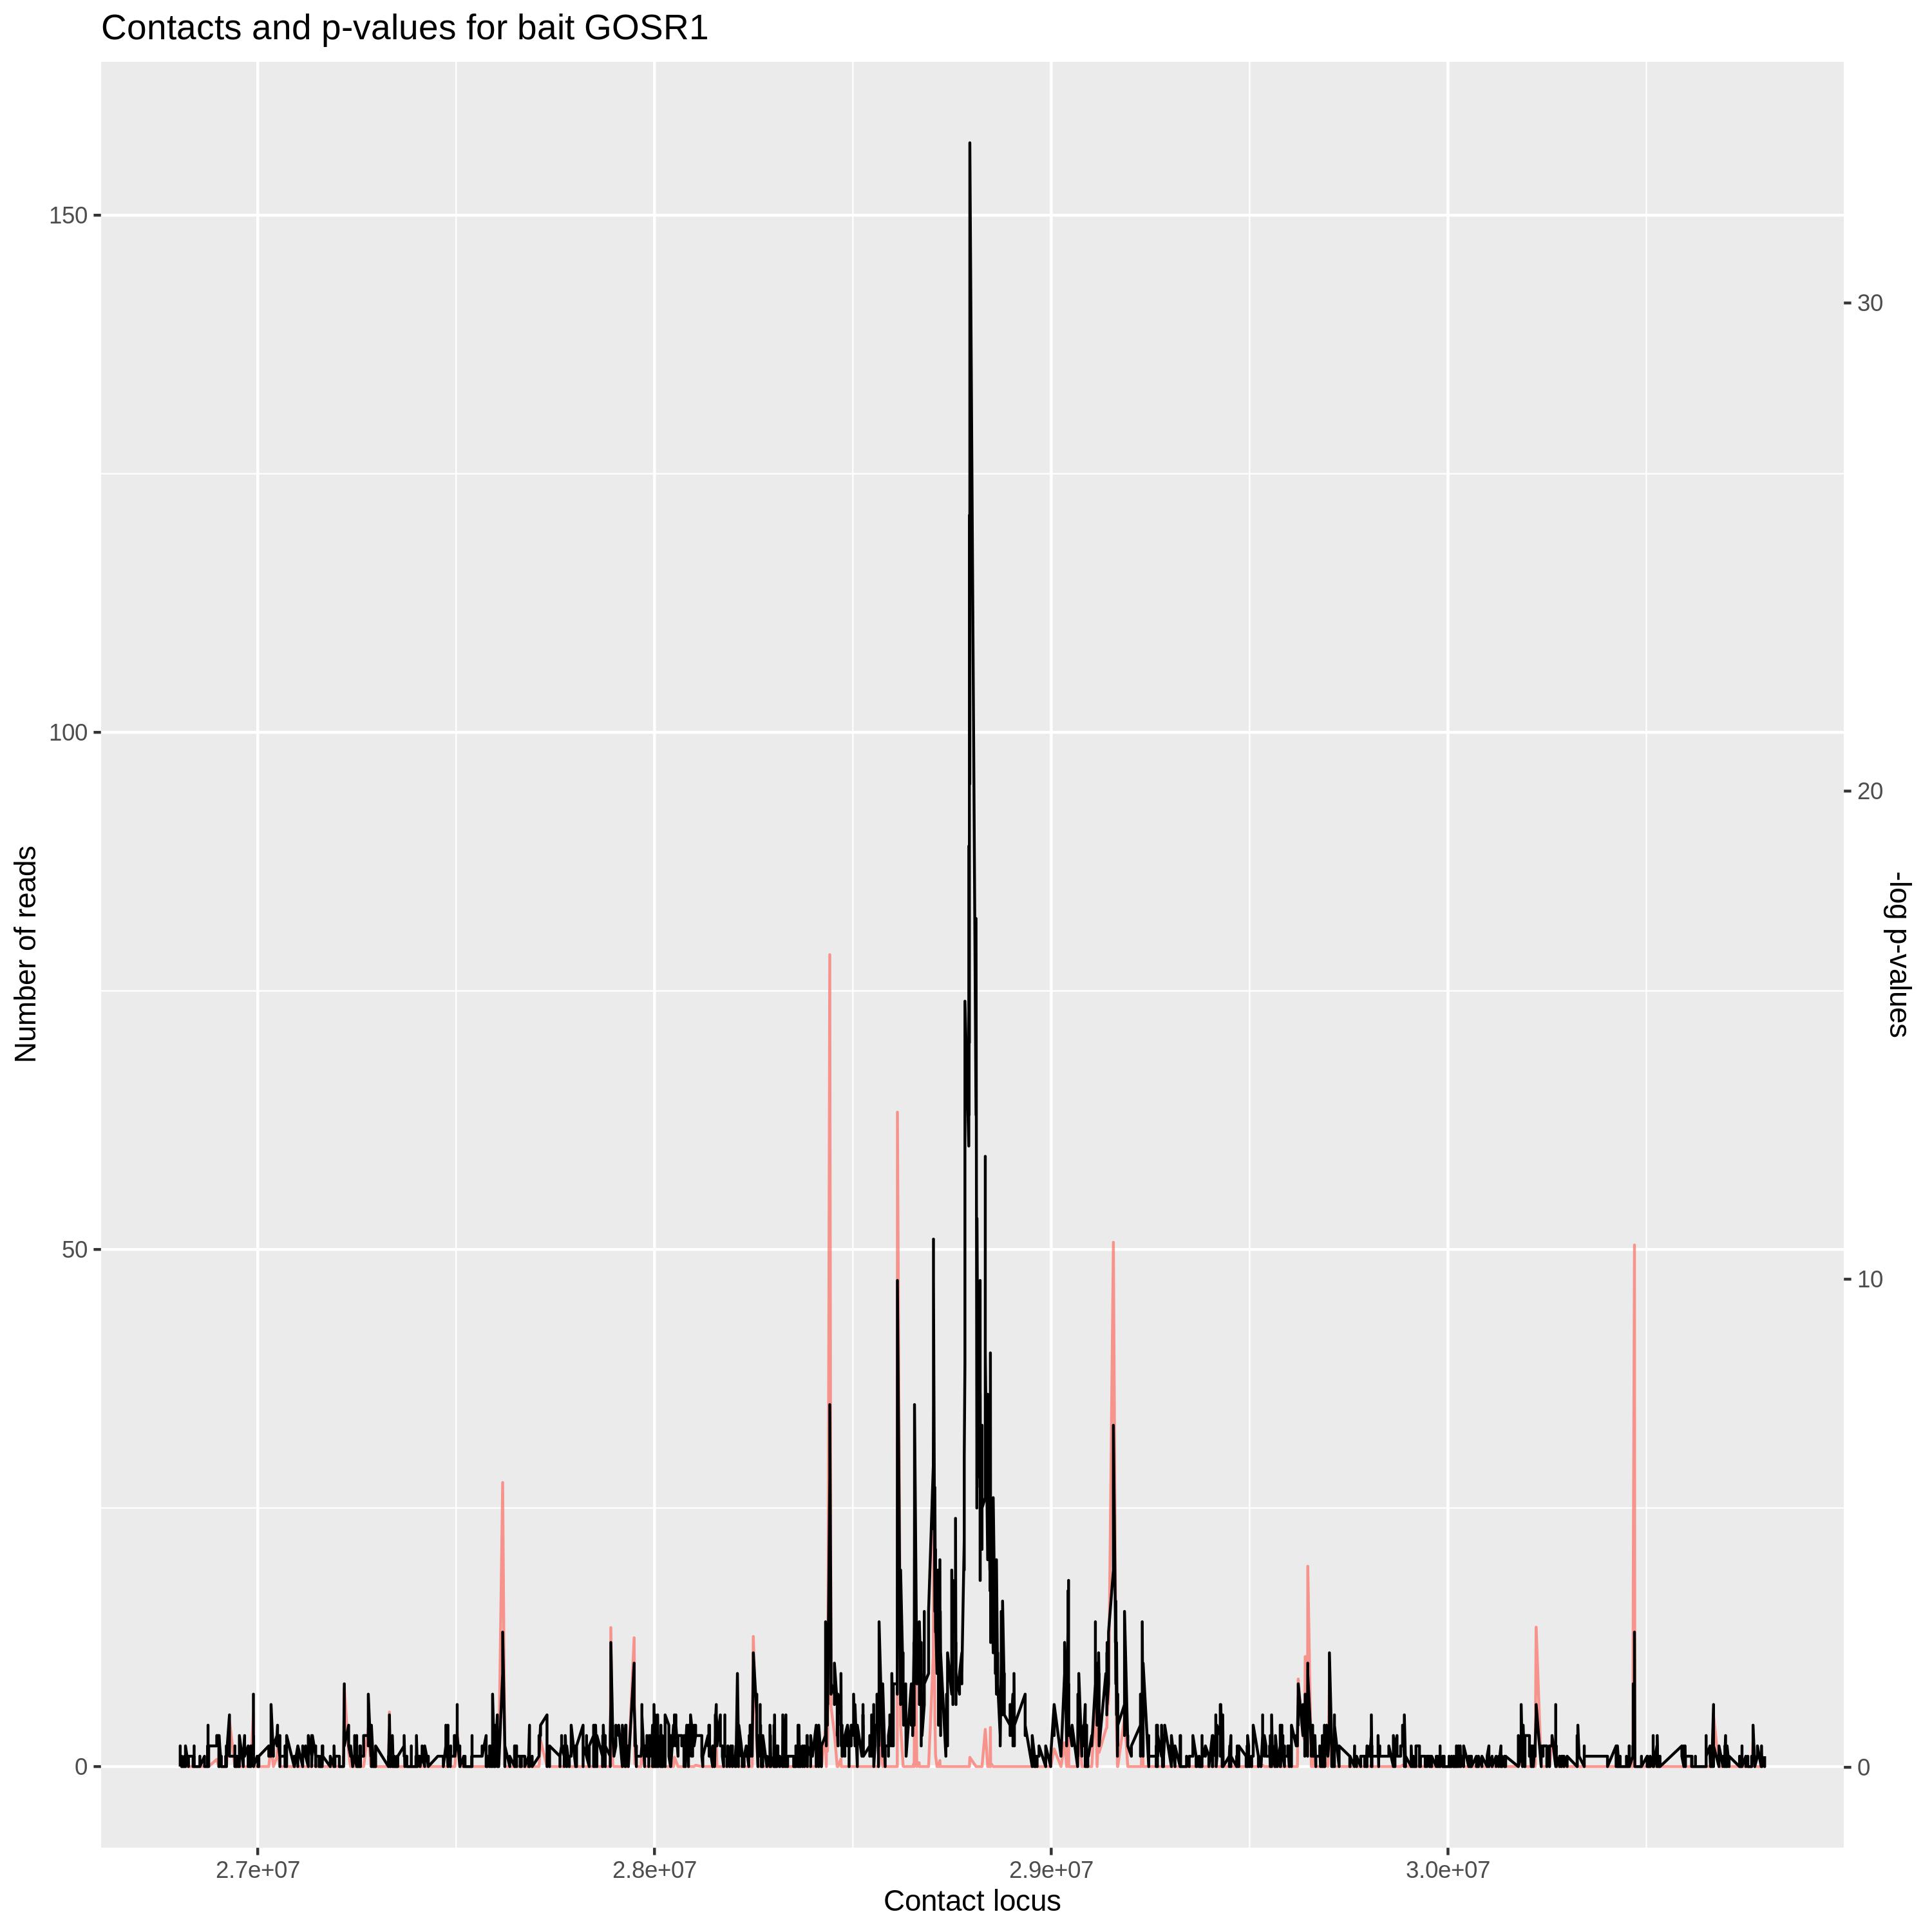 Contacts and p-values for bait GOSR1
150
100
50
0
Number of reads
30
20
10
0
-log p-values
2.7e+07
2.8e+07
2.9e+07
3.0e+07
Contact locus